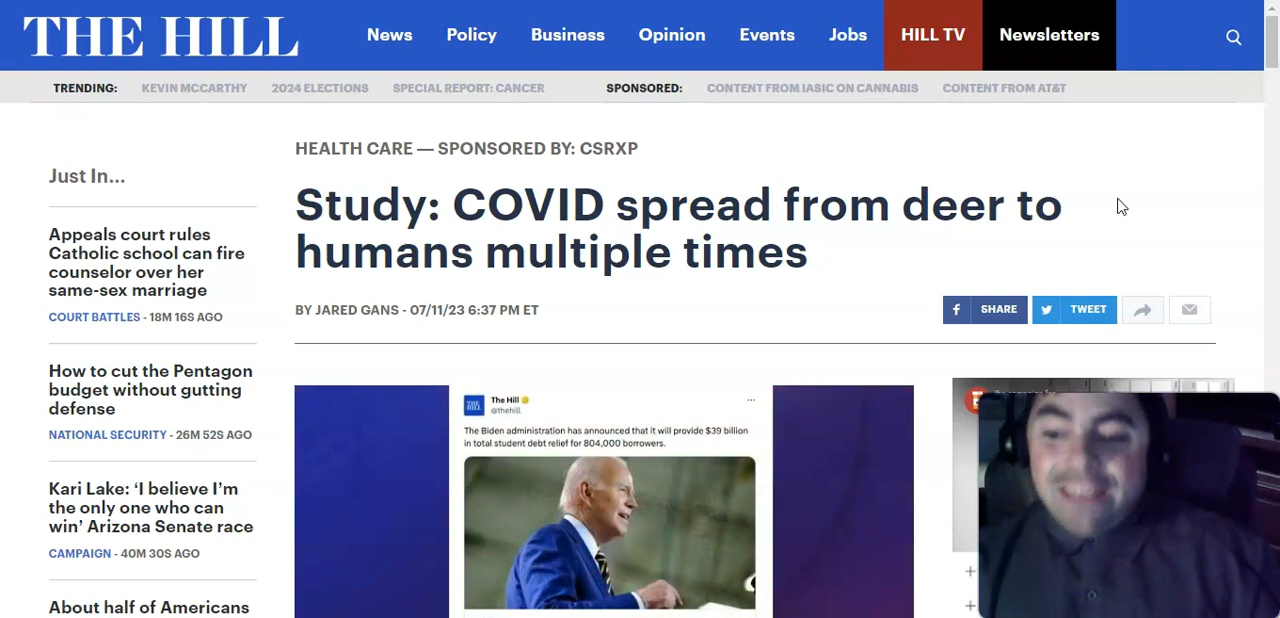 THE HILL
News Policy Business Opinion Events Jobs HILL TV Newsletters
TRENDING: KEVIN MCCARTHY 2024 ELECTIONS SPECIAL REPORT: CANCER SPONSORED: CONTENT FROM IASIC ON CANNABIS CONTENT FROM AT&T
HEALTH CARE — SPONSORED BY: CSRXP
Study: COVID spread from deer to
humans multiple times
BY JARED GANS - 07/11/23 6:37 PM ET
f SHARE TWEET
Just In...
Appeals court rules
Catholic school can fire
counselor over her
same-sex marriage
COURT BATTLES - 18M 16S AGO
How to cut the Pentagon
budget without gutting
defense
NATIONAL SECURITY - 26M 52S AGO
Kari Lake: ‘I believe I’m
the only one who can
win’ Arizona Senate race
CAMPAIGN - 40M 30S AGO
About half of Americans
THE HILL
The Hill
@thehill
The Biden administration has announced that it will provide $39 billion
in total student debt relief for 804,000 borrowers.